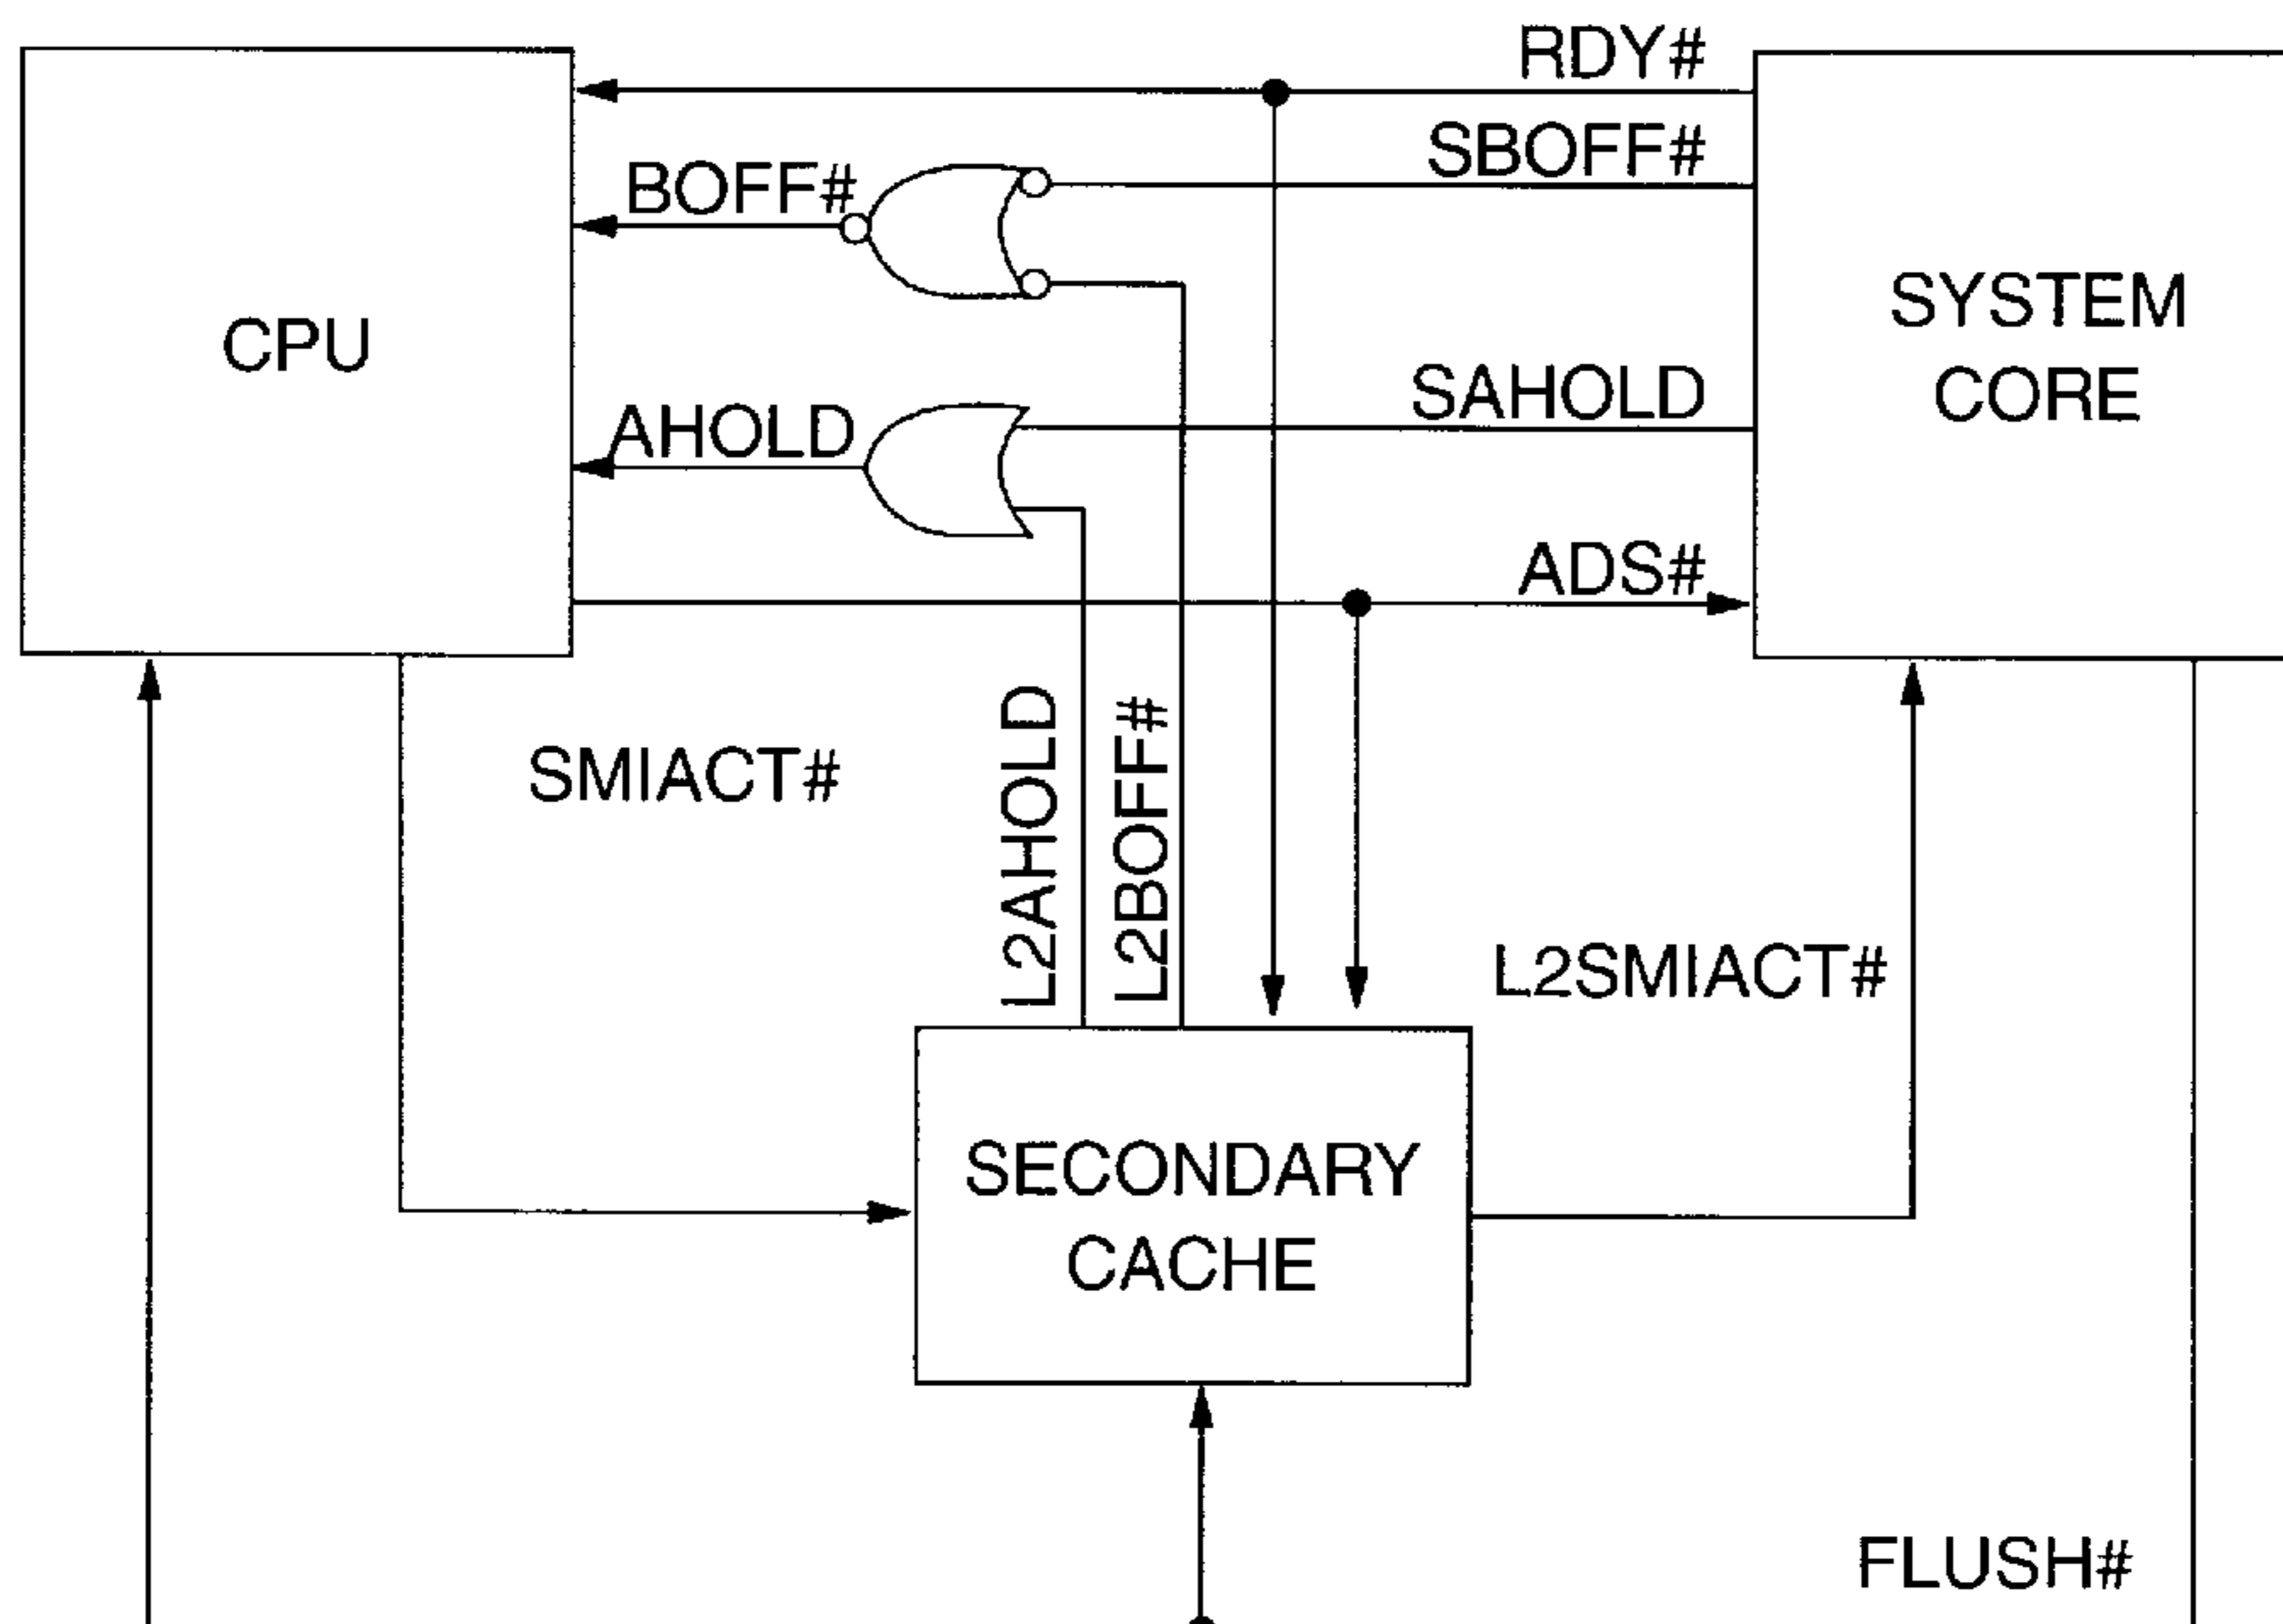 RDY#
SBOFF#
BOFF#
CPU
SYSTEM
CORE
SAHOLD
AHOLD
ADS#
L2AHOLD
L2BOFF#
SMIACT#
L2SMIACT#
SECONDARY
CACHE
FLUSH#